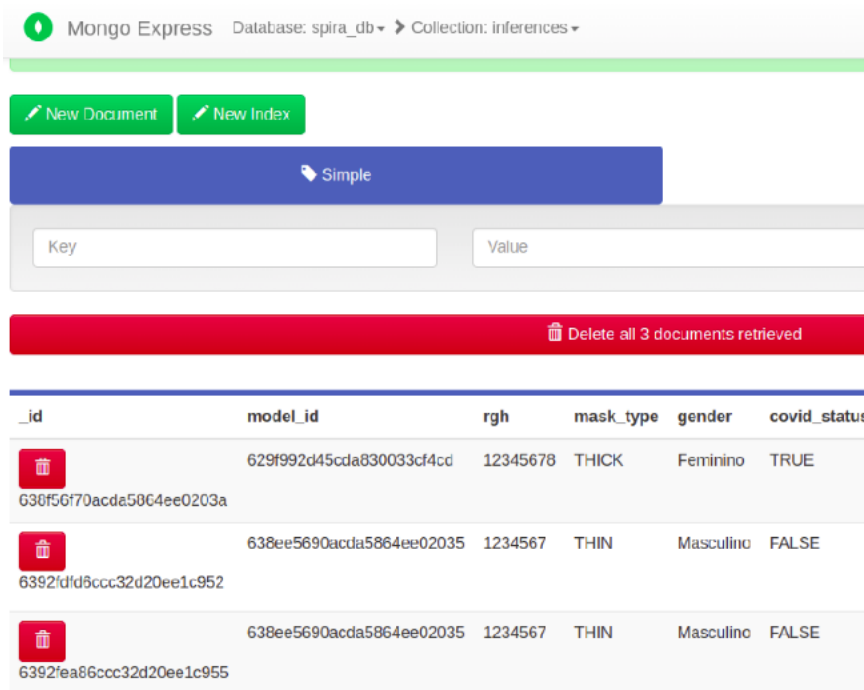 Mongo Express Database: spira_db Collection: inferences
New Document New Index
Simple
Key Value
Delete all 3 documents retrieved
_id model_id rgh mask_type gender covid_status
629f992d45cda830033cf4cd 12345678 THICK Feminino TRUE
638f56f70acda5864ee0203a
638ee5690acda5864ee02035 1234567 THIN Masculino FALSE
6392fdfd6ccc32d20ee1c952
638ee5690acda5864ee02035 1234567 THIN Masculino FALSE
6392fea86ccc32d20ee1c955